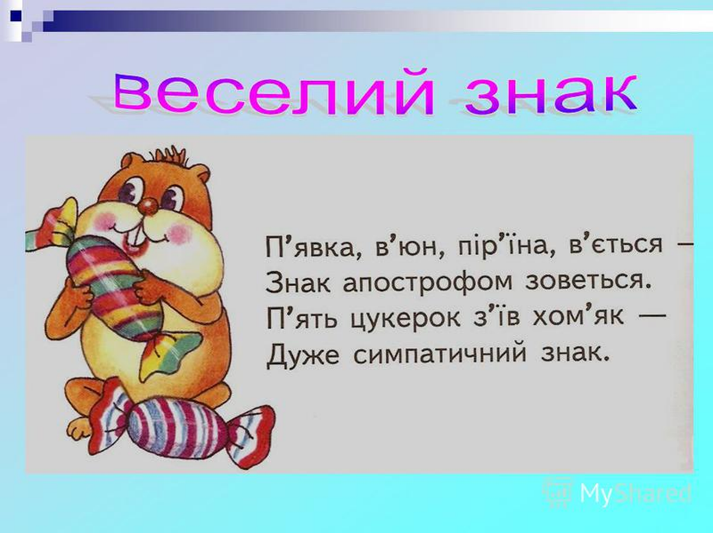 веселий знак
П’явка, в’юн, пір’їна, в’ється –
Знак апострофом зоветься.
П’ять цукерок з’їв хом’як —
Дуже симпатичний знак.
MyShared